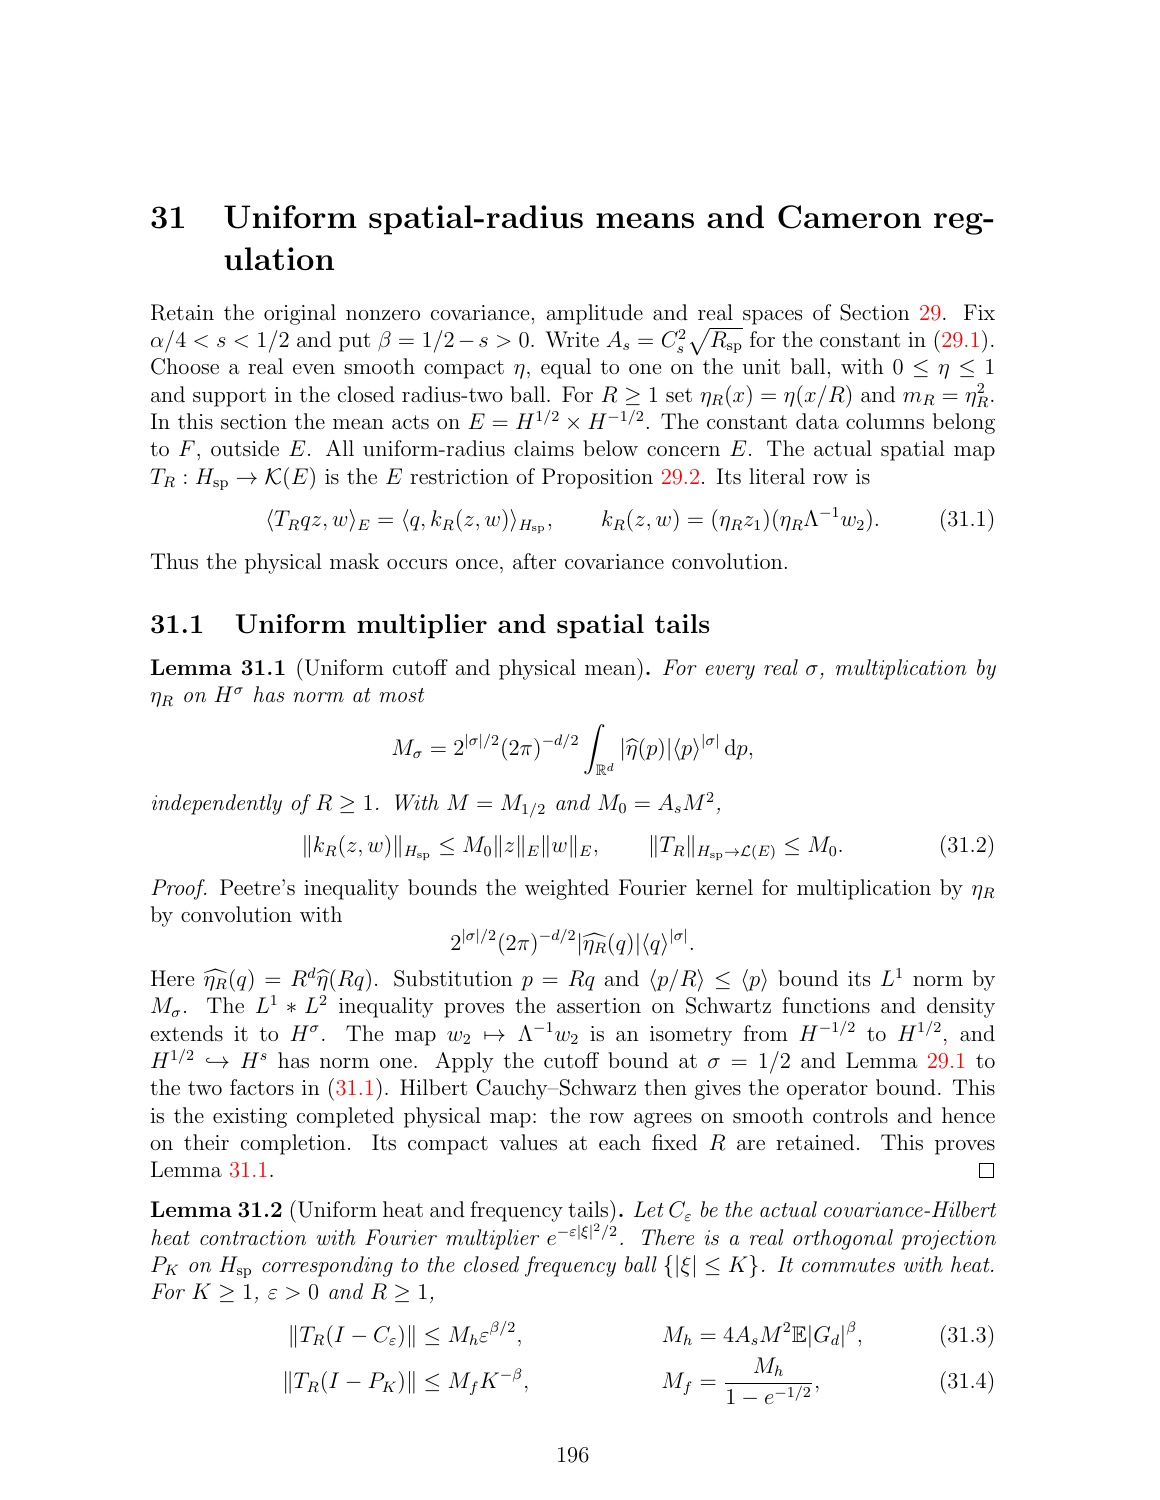 31 Uniform spatial-radius means and Cameron reg-
ulation
Retain the original nonzero covariance, amplitude and real spaces of Section 29. Fix
α/4 < s < 1/2 and put β = 1/2 − s > 0. Write A_s = C_s^2 √R_sp for the constant in (29.1).
Choose a real even smooth compact η, equal to one on the unit ball, with 0 ≤ η ≤ 1
and support in the closed radius-two ball. For R ≥ 1 set η_R(x) = η(x/R) and m_R = η_R^2.
In this section the mean acts on E = H^{1/2} × H^{−1/2}. The constant data columns belong
to F, outside E. All uniform-radius claims below concern E. The actual spatial map
T_R : H_sp → 𝒦(E) is the E restriction of Proposition 29.2. Its literal row is
⟨T_R qz, w⟩_E = ⟨q, k_R(z, w)⟩_{H_sp}, k_R(z, w) = (η_R z_1)(η_R Λ^{−1} w_2). (31.1)
Thus the physical mask occurs once, after covariance convolution.
31.1 Uniform multiplier and spatial tails
Lemma 31.1 (Uniform cutoff and physical mean). For every real σ, multiplication by
η_R on H^σ has norm at most
M_σ = 2^{|σ|/2}(2π)^{−d/2} ∫_{ℝ^d} |η̂(p)|⟨p⟩^{|σ|} dp,
independently of R ≥ 1. With M = M_{1/2} and M_0 = A_s M^2,
‖k_R(z, w)‖_{H_sp} ≤ M_0‖z‖_E‖w‖_E, ‖T_R‖_{H_sp→ℒ(E)} ≤ M_0. (31.2)
Proof. Peetre's inequality bounds the weighted Fourier kernel for multiplication by η_R
by convolution with
2^{|σ|/2}(2π)^{−d/2}|η̂_R(q)|⟨q⟩^{|σ|}.
Here η̂_R(q) = R^d η̂(Rq). Substitution p = Rq and ⟨p/R⟩ ≤ ⟨p⟩ bound its L^1 norm by
M_σ. The L^1 ∗ L^2 inequality proves the assertion on Schwartz functions and density
extends it to H^σ. The map w_2 ↦ Λ^{−1}w_2 is an isometry from H^{−1/2} to H^{1/2}, and
H^{1/2} ↪ H^s has norm one. Apply the cutoff bound at σ = 1/2 and Lemma 29.1 to
the two factors in (31.1). Hilbert Cauchy–Schwarz then gives the operator bound. This
is the existing completed physical map: the row agrees on smooth controls and hence
on their completion. Its compact values at each fixed R are retained. This proves
Lemma 31.1. □
Lemma 31.2 (Uniform heat and frequency tails). Let C_ε be the actual covariance-Hilbert
heat contraction with Fourier multiplier e^{−ε|ξ|^2/2}. There is a real orthogonal projection
P_K on H_sp corresponding to the closed frequency ball {|ξ| ≤ K}. It commutes with heat.
For K ≥ 1, ε > 0 and R ≥ 1,
‖T_R(I − C_ε)‖ ≤ M_h ε^{β/2}, M_h = 4A_s M^2 𝔼|G_d|^β, (31.3)
‖T_R(I − P_K)‖ ≤ M_f K^{−β}, M_f = M_h / (1 − e^{−1/2}), (31.4)
196